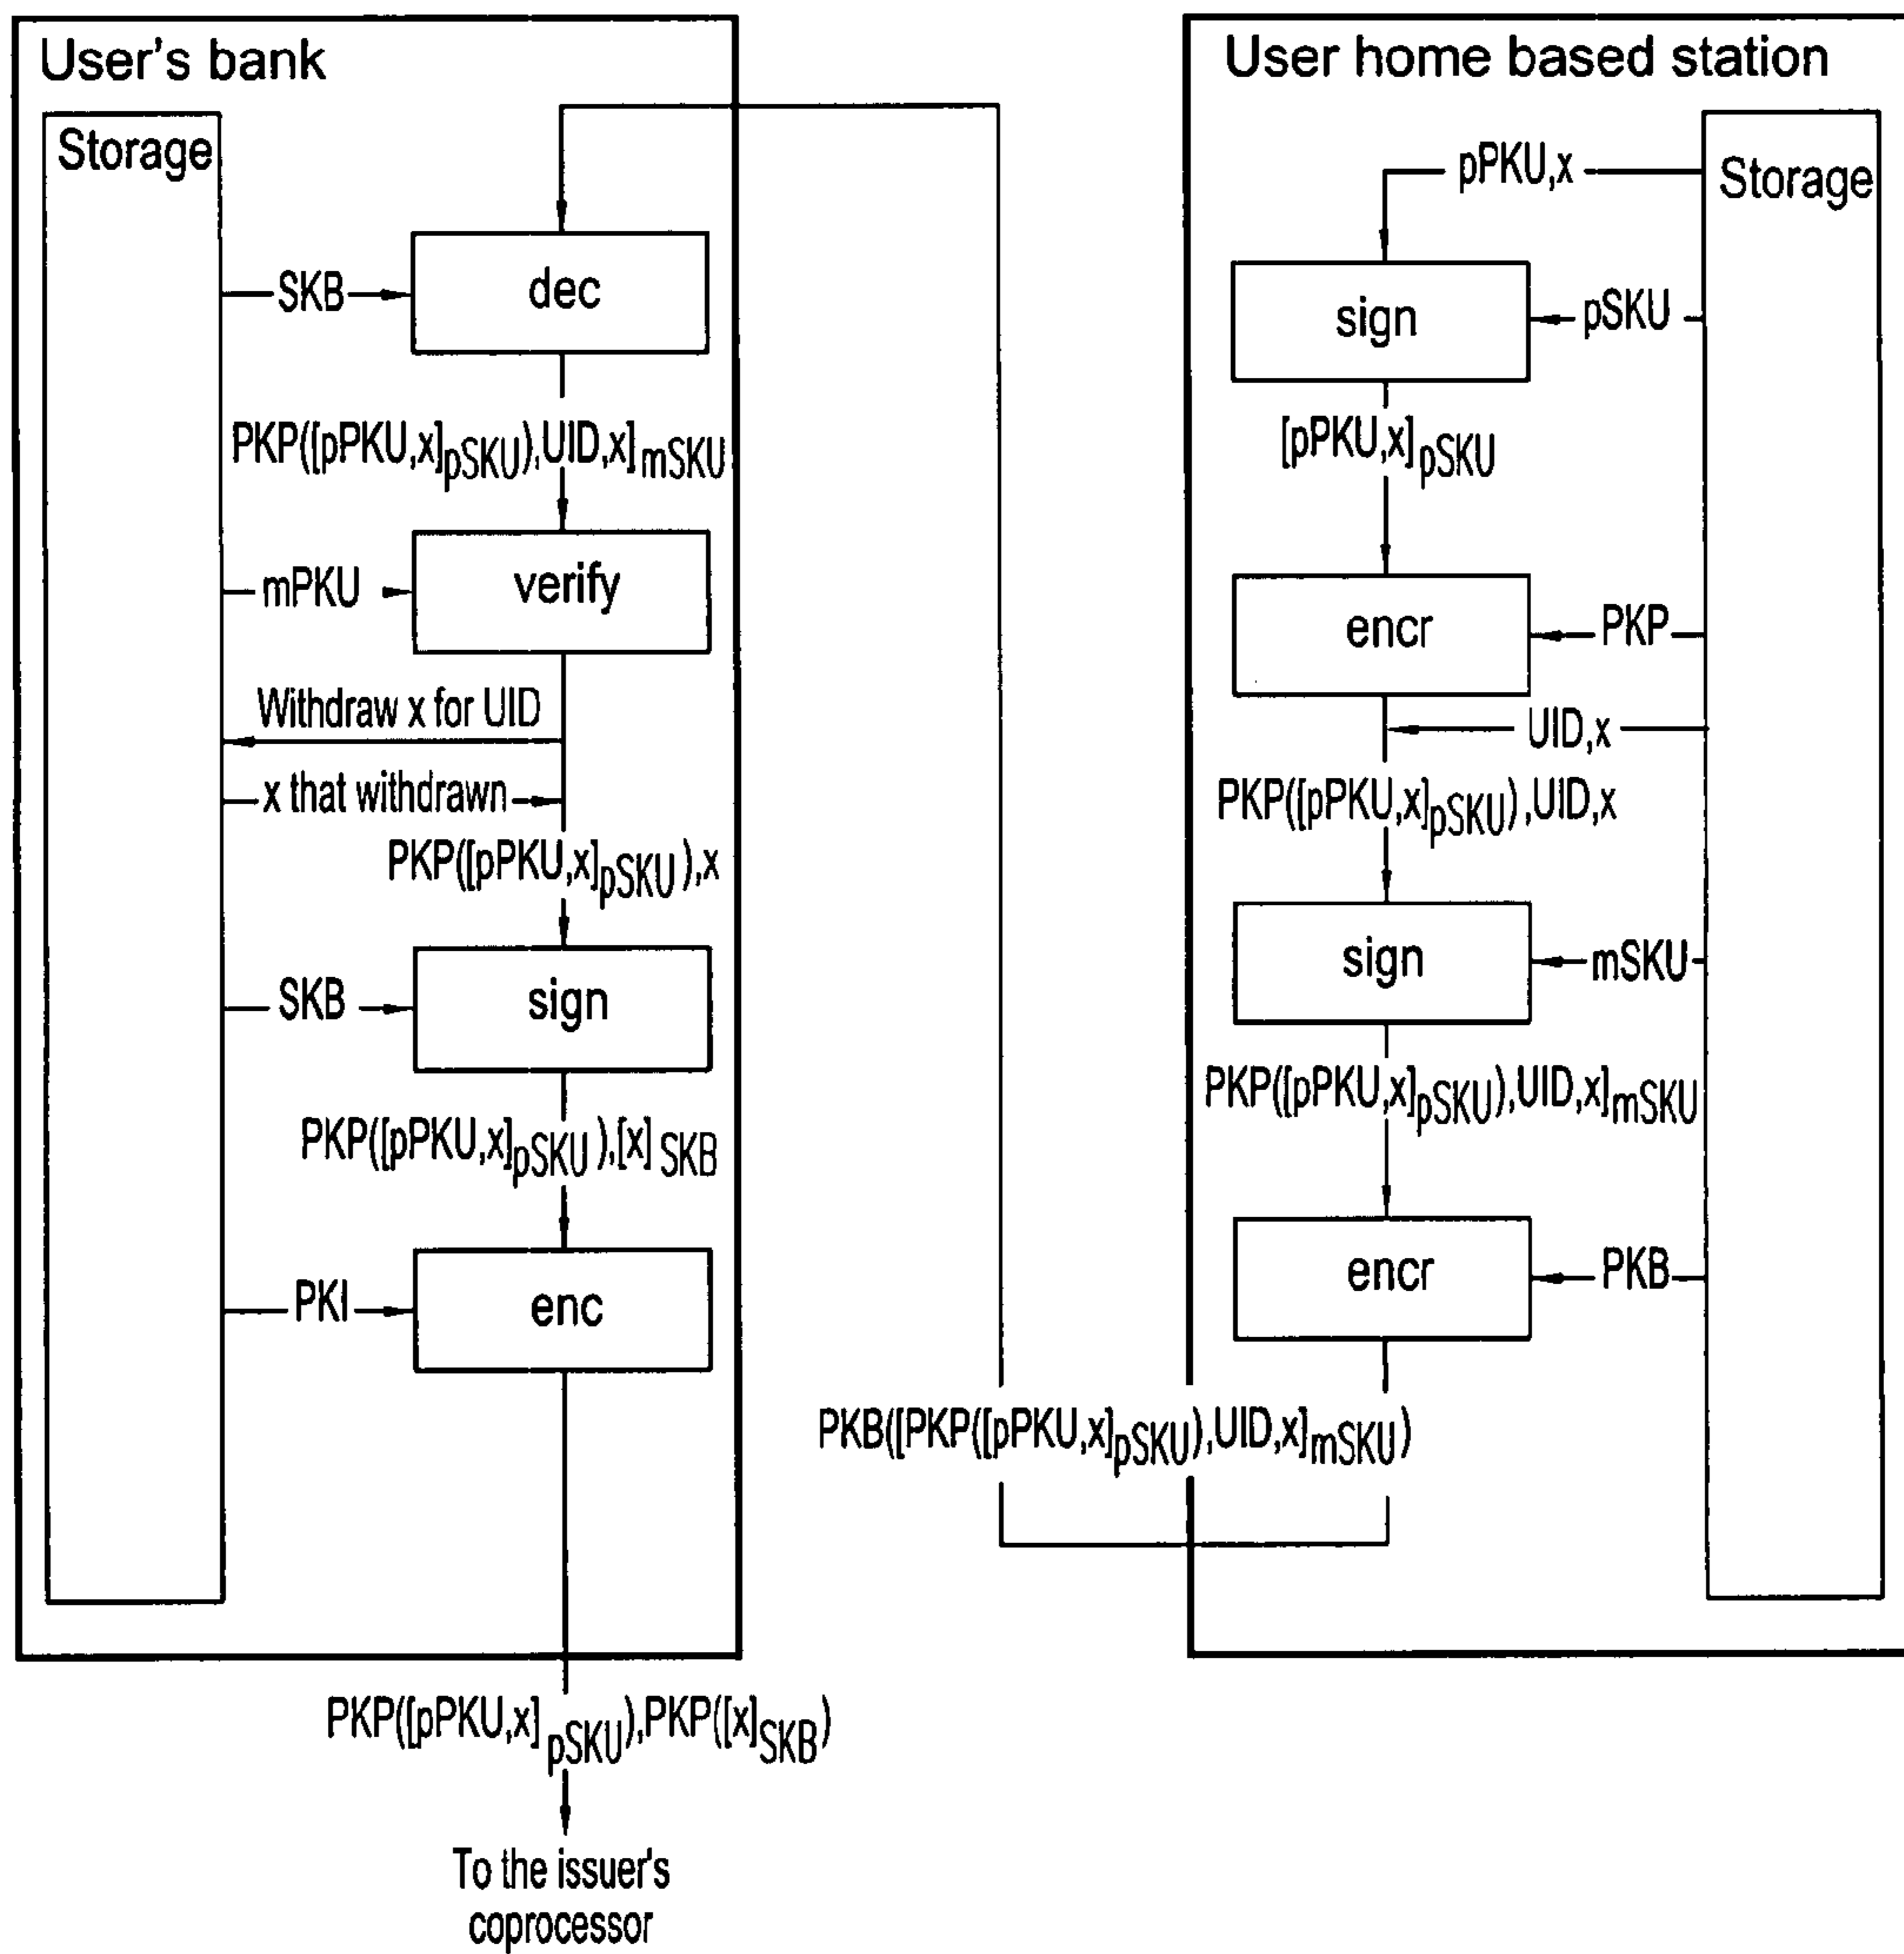 User's bank
Storage
SKB
dec
PKP([pPKU,x]pSKU),UID,x]mSKU
mPKU
verify
Withdraw x for UID
x that withdrawn
PKP([pPKU,x]pSKU),x
SKB
sign
PKP([pPKU,x]pSKU),[x]SKB
PKI
enc
PKP([pPKU,x]pSKU),PKP([x]SKB)
To the issuer's
coprocessor
User home based station
Storage
pPKU,x
sign
pSKU
[pPKU,x]pSKU
encr
PKP
UID,x
PKP([pPKU,x]pSKU),UID,x
sign
mSKU
PKP([pPKU,x]pSKU),UID,x]mSKU
encr
PKB
PKB([PKP([pPKU,x]pSKU),UID,x]mSKU)